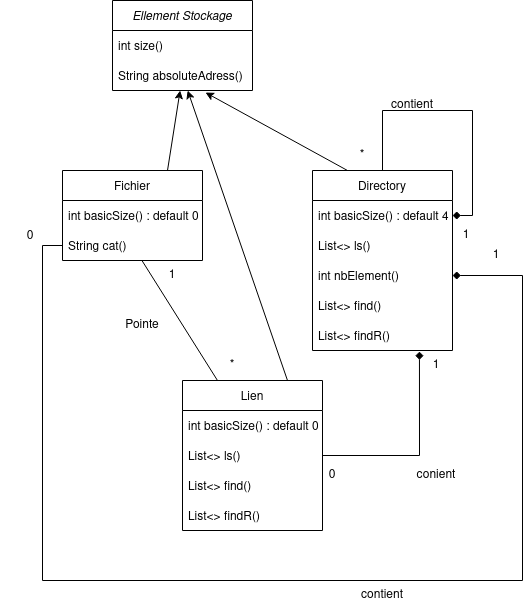 Ellement Stockage
int size()
String absoluteAdress()
contient
*
Fichier
int basicSize() : default 0
String cat()
0
1
Directory
int basicSize() : default 4
List<> ls()
int nbElement()
List<> find()
List<> findR()
1
1
1
Pointe
*
Lien
int basicSize() : default 0
List<> ls()
List<> find()
List<> findR()
0
conient
contient